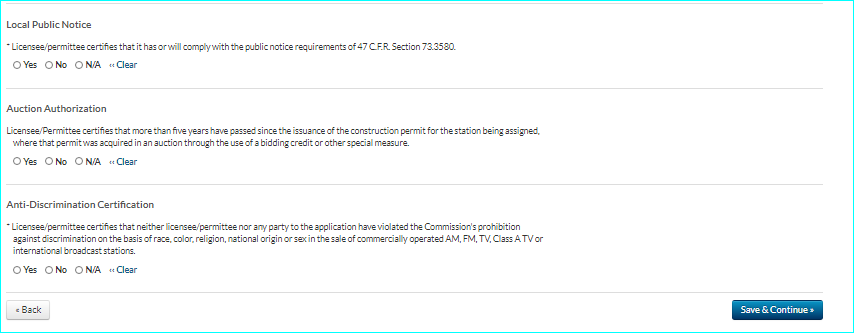 Local Public Notice
* Licensee/permittee certifies that it has or will comply with the public notice requirements of 47 C.F.R. Section 73.3580.
Yes No N/A « Clear
Auction Authorization
Licensee/Permittee certifies that more than five years have passed since the issuance of the construction permit for the station being assigned,
where that permit was acquired in an auction through the use of a bidding credit or other special measure.
Yes No N/A « Clear
Anti-Discrimination Certification
* Licensee/permittee certifies that neither licensee/permittee nor any party to the application have violated the Commission's prohibition
against discrimination on the basis of race, color, religion, national origin or sex in the sale of commercially operated AM, FM, TV, Class A TV or
international broadcast stations.
Yes No N/A « Clear
« Back Save & Continue »